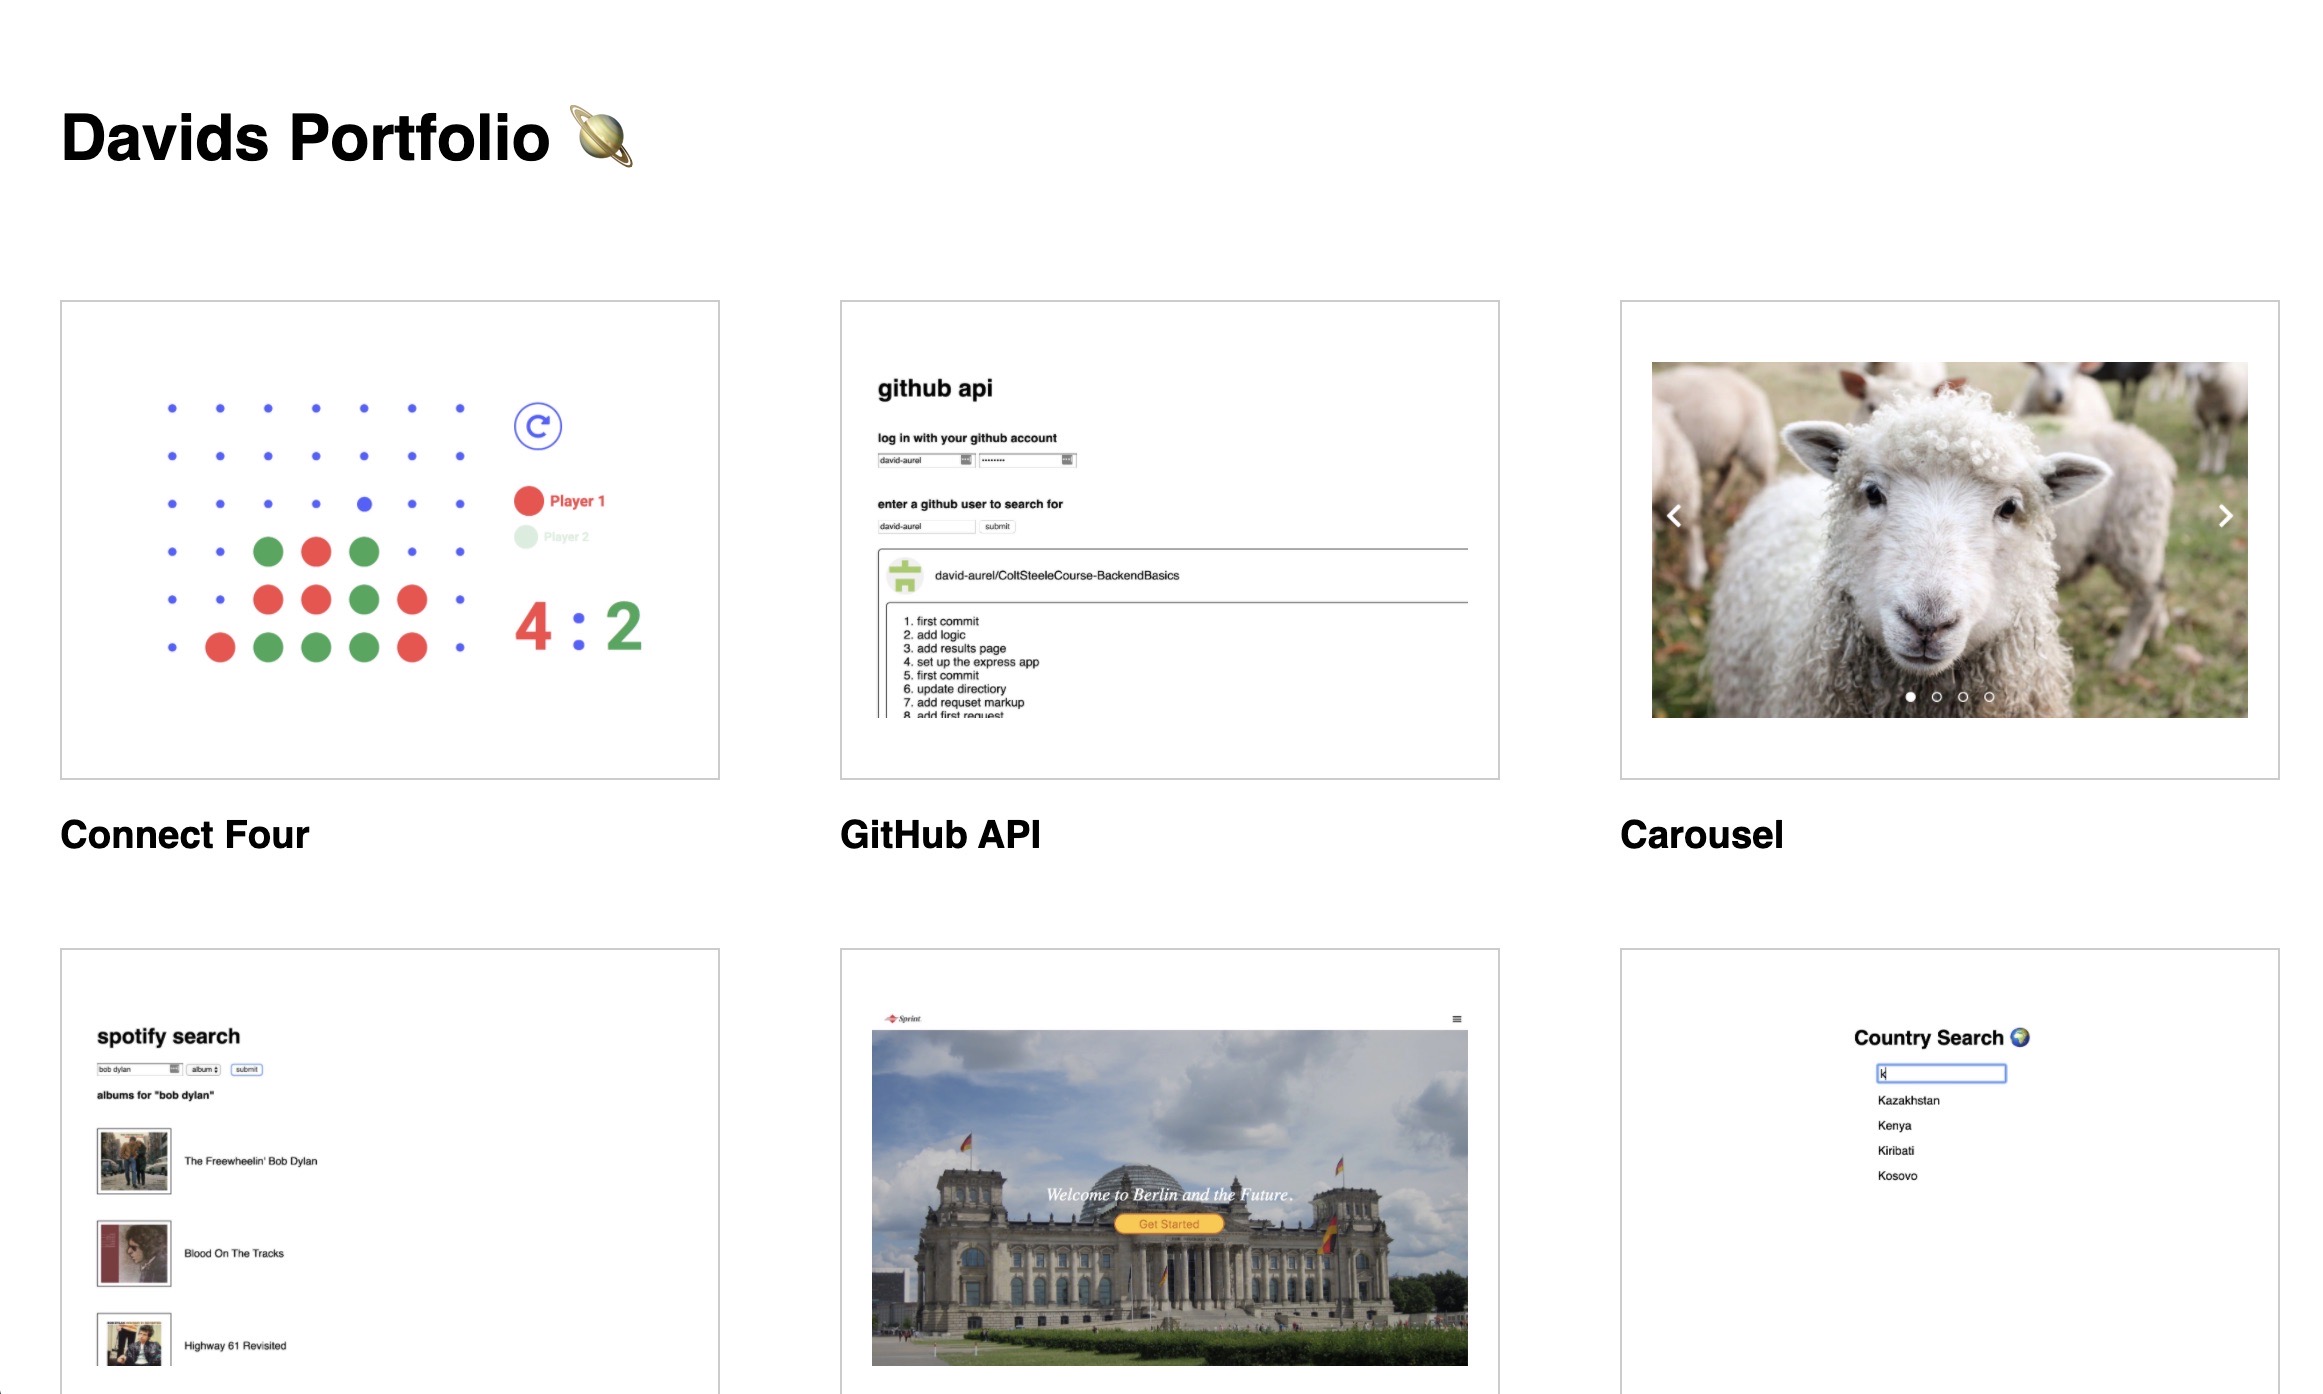 Davids Portfolio 🪐
Player 1
Player 2
4 : 2
Connect Four
github api
log in with your github account
david-aurel ••••••••
enter a github user to search for
david-aurel submit
david-aurel/ColtSteeleCourse-BackendBasics
1. first commit
2. add logic
3. add results page
4. set up the express app
5. first commit
6. update directiory
7. add requset markup
8. add first request
GitHub API
Carousel
spotify search
bob dylan album submit
albums for "bob dylan"
The Freewheelin' Bob Dylan
Blood On The Tracks
Highway 61 Revisited
Sprint
Welcome to Berlin and the Future.
Get Started
Country Search 🌍
k
Kazakhstan
Kenya
Kiribati
Kosovo